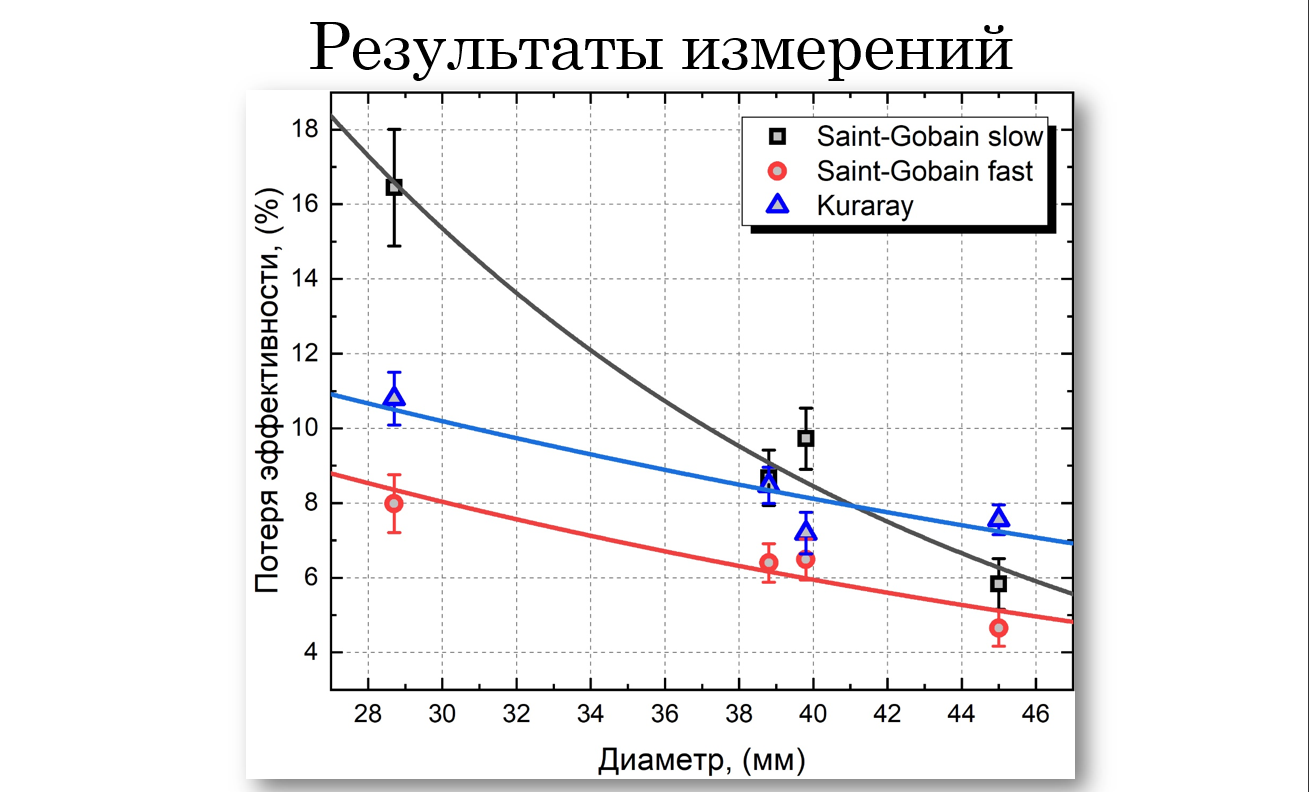 Результаты измерений
Saint-Gobain slow
Saint-Gobain fast
Kuraray
Потеря эффективности, (%)
18
16
14
12
10
8
6
4
28 30 32 34 36 38 40 42 44 46
Диаметр, (мм)